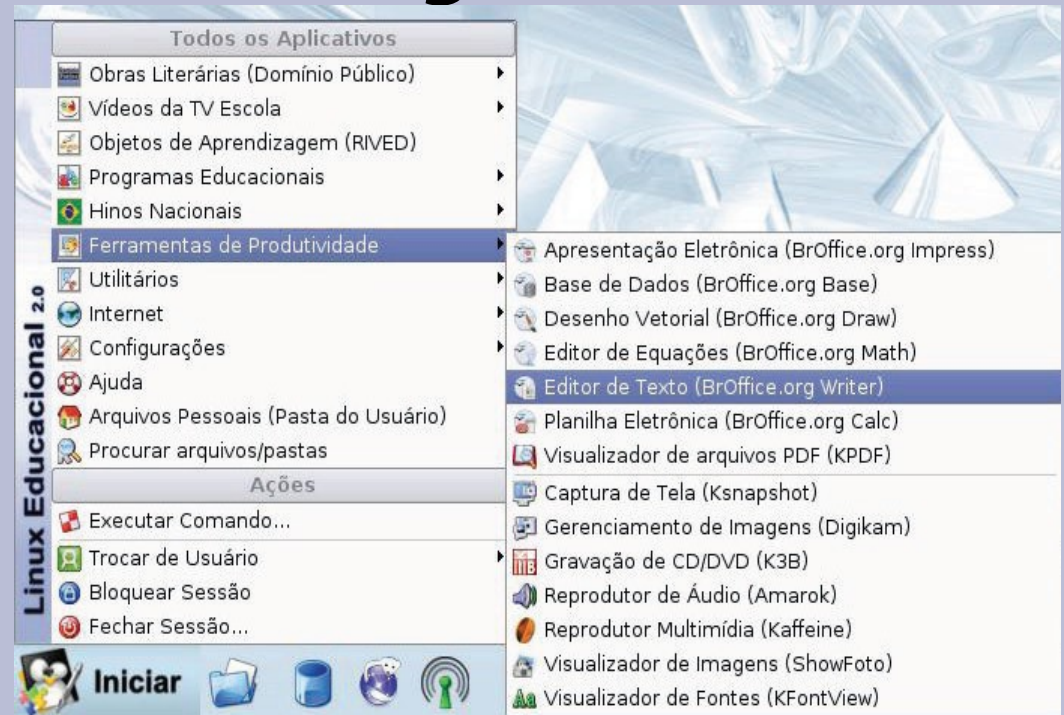 Todos os Aplicativos
Obras Literárias (Domínio Público)
Vídeos da TV Escola
Objetos de Aprendizagem (RIVED)
Programas Educacionais
Hinos Nacionais
Ferramentas de Produtividade
Utilitários
Internet
Configurações
Ajuda
Arquivos Pessoais (Pasta do Usuário)
Procurar arquivos/pastas
Ações
Executar Comando...
Trocar de Usuário
Bloquear Sessão
Fechar Sessão...
Linux Educacional 2.0
Iniciar
Apresentação Eletrônica (BrOffice.org Impress)
Base de Dados (BrOffice.org Base)
Desenho Vetorial (BrOffice.org Draw)
Editor de Equações (BrOffice.org Math)
Editor de Texto (BrOffice.org Writer)
Planilha Eletrônica (BrOffice.org Calc)
Visualizador de arquivos PDF (KPDF)
Captura de Tela (Ksnapshot)
Gerenciamento de Imagens (Digikam)
Gravação de CD/DVD (K3B)
Reprodutor de Áudio (Amarok)
Reprodutor Multimídia (Kaffeine)
Visualizador de Imagens (ShowFoto)
Aa Visualizador de Fontes (KFontView)